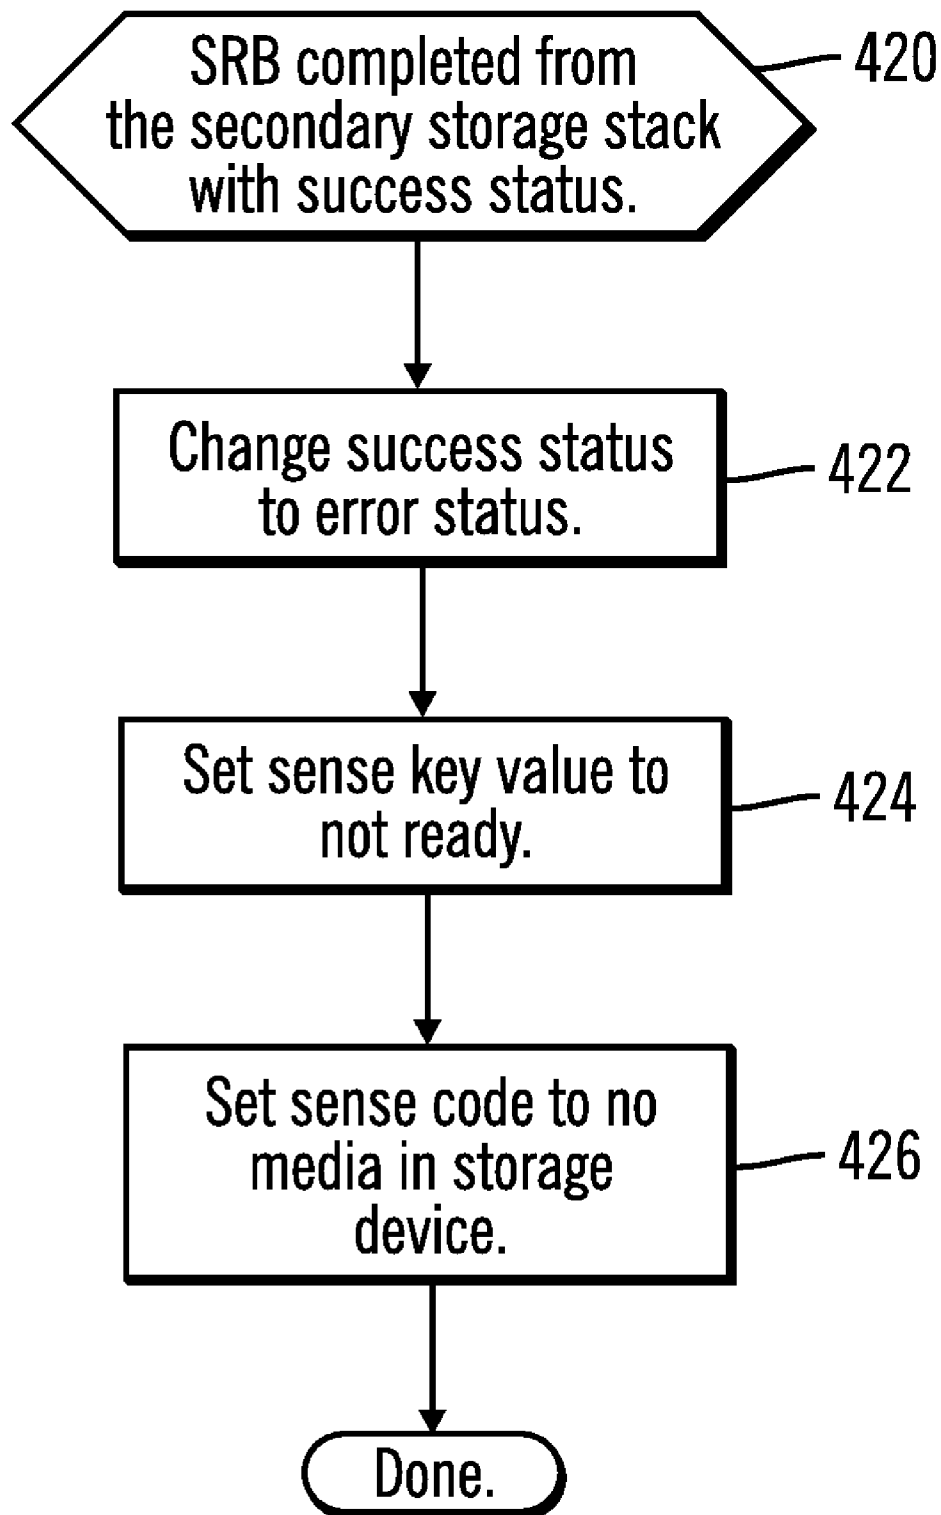 SRB completed from
the secondary storage stack
with success status.
420
Change success status
to error status.
422
Set sense key value to
not ready.
424
Set sense code to no
media in storage
device.
426
Done.